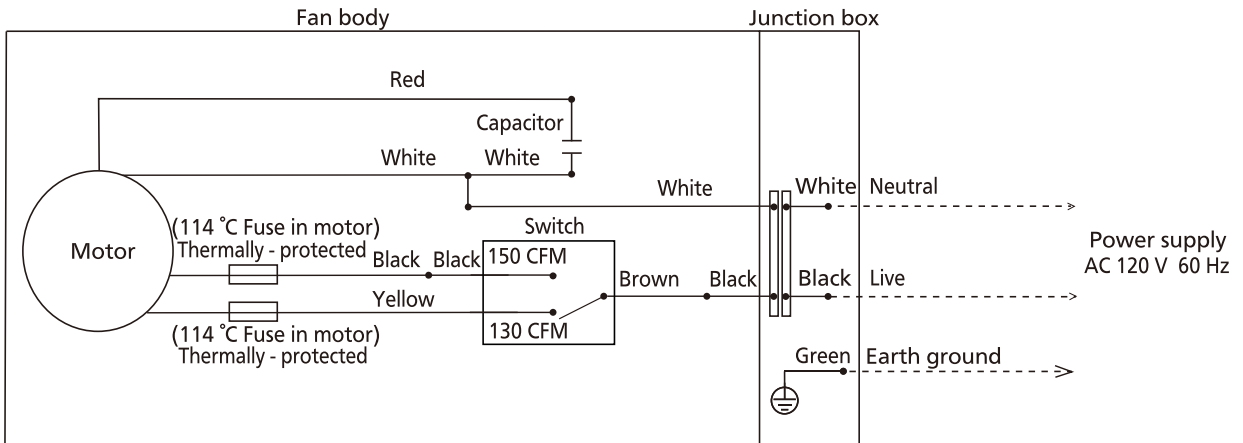 Fan body
Junction box
Red
Capacitor
White
White
White
White
Neutral
(114 ˚C Fuse in motor)
Thermally - protected
Switch
Motor
150 CFM
Black
Black
Brown
Black
Black
Live
Power supply
AC 120 V 60 Hz
Yellow
130 CFM
(114 ˚C Fuse in motor)
Thermally - protected
Green
Earth ground